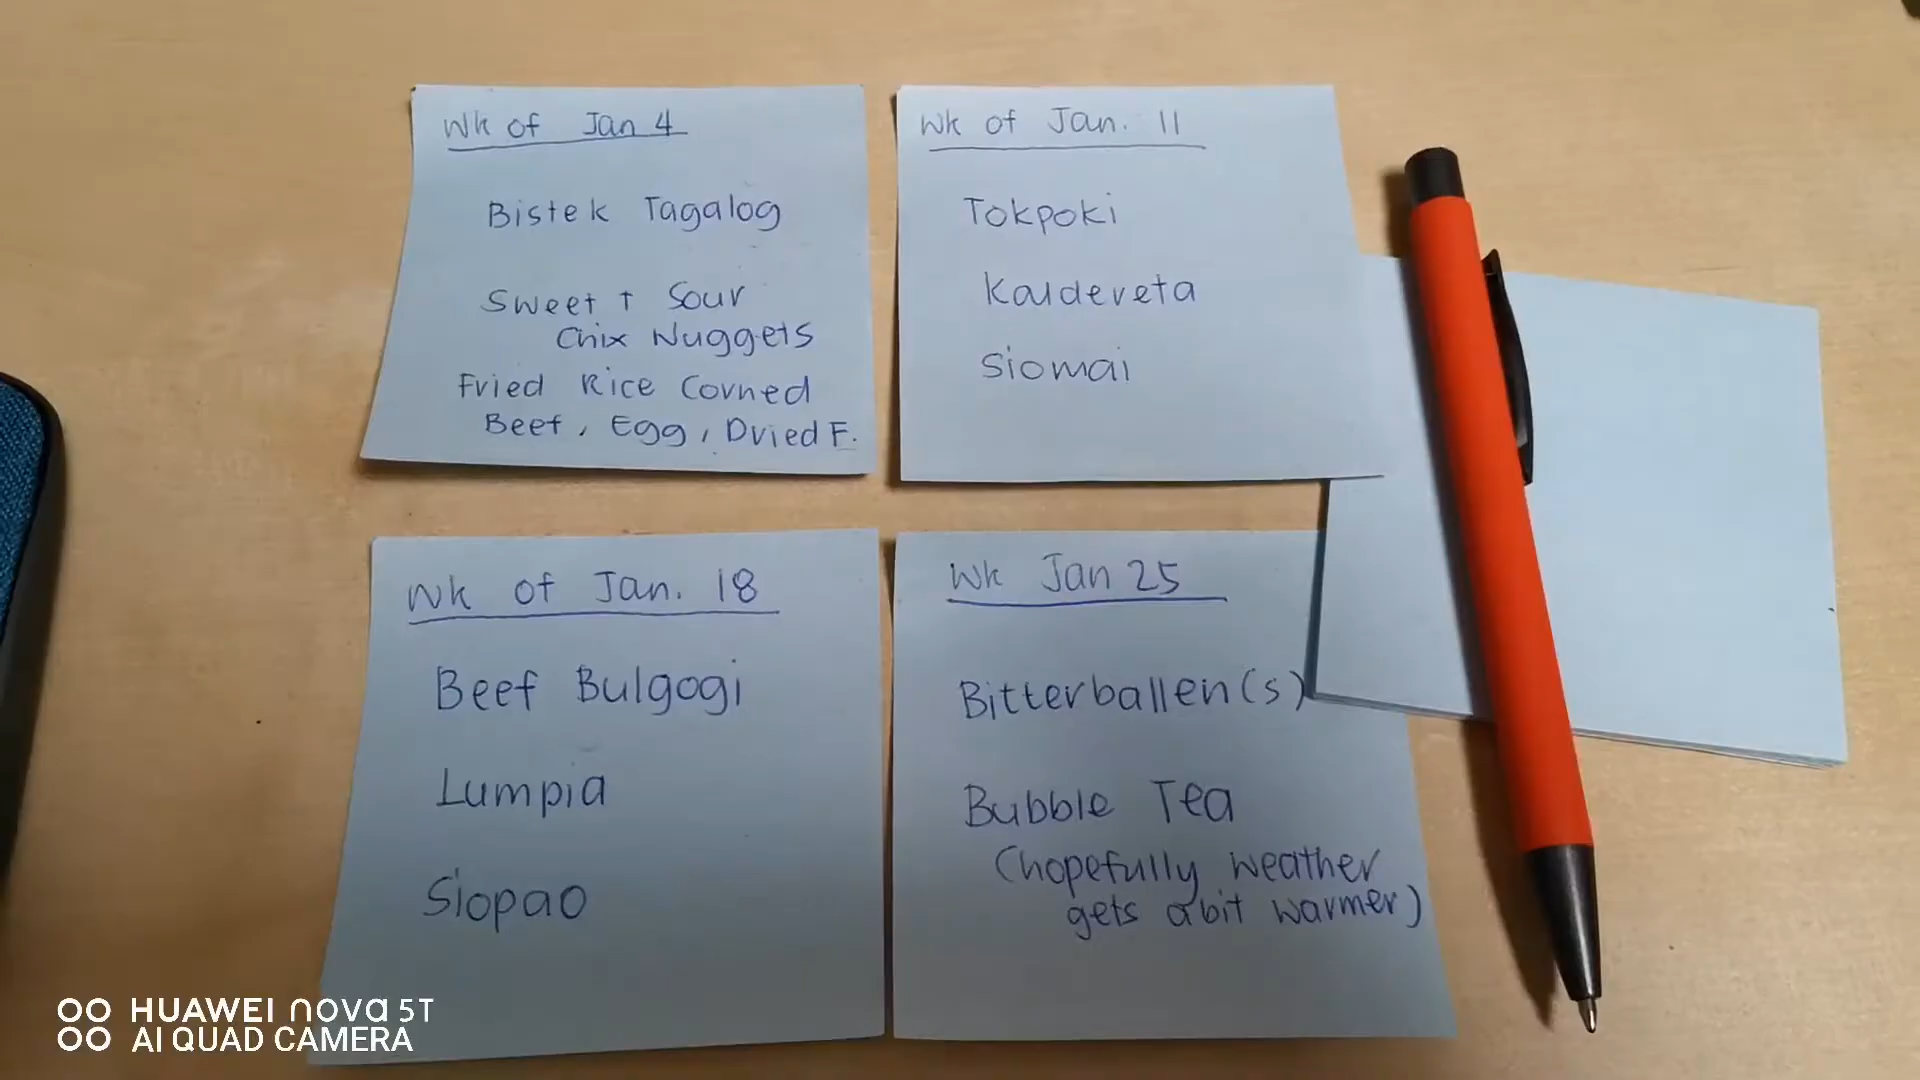 Wk of Jan 4
Bistek Tagalog
Sweet + Sour
Chix Nuggets
Fried Rice Corned
Beef, Egg, Dried F.
Wk of Jan. 11
Tokpoki
Kaldereta
Siomai
Wk of Jan. 18
Beef Bulgogi
Lumpia
Siopao
Wk Jan 25
Bitterballen(s)
Bubble Tea
(hopefully weather
gets a bit warmer)
HUAWEI nova 5T
AI QUAD CAMERA